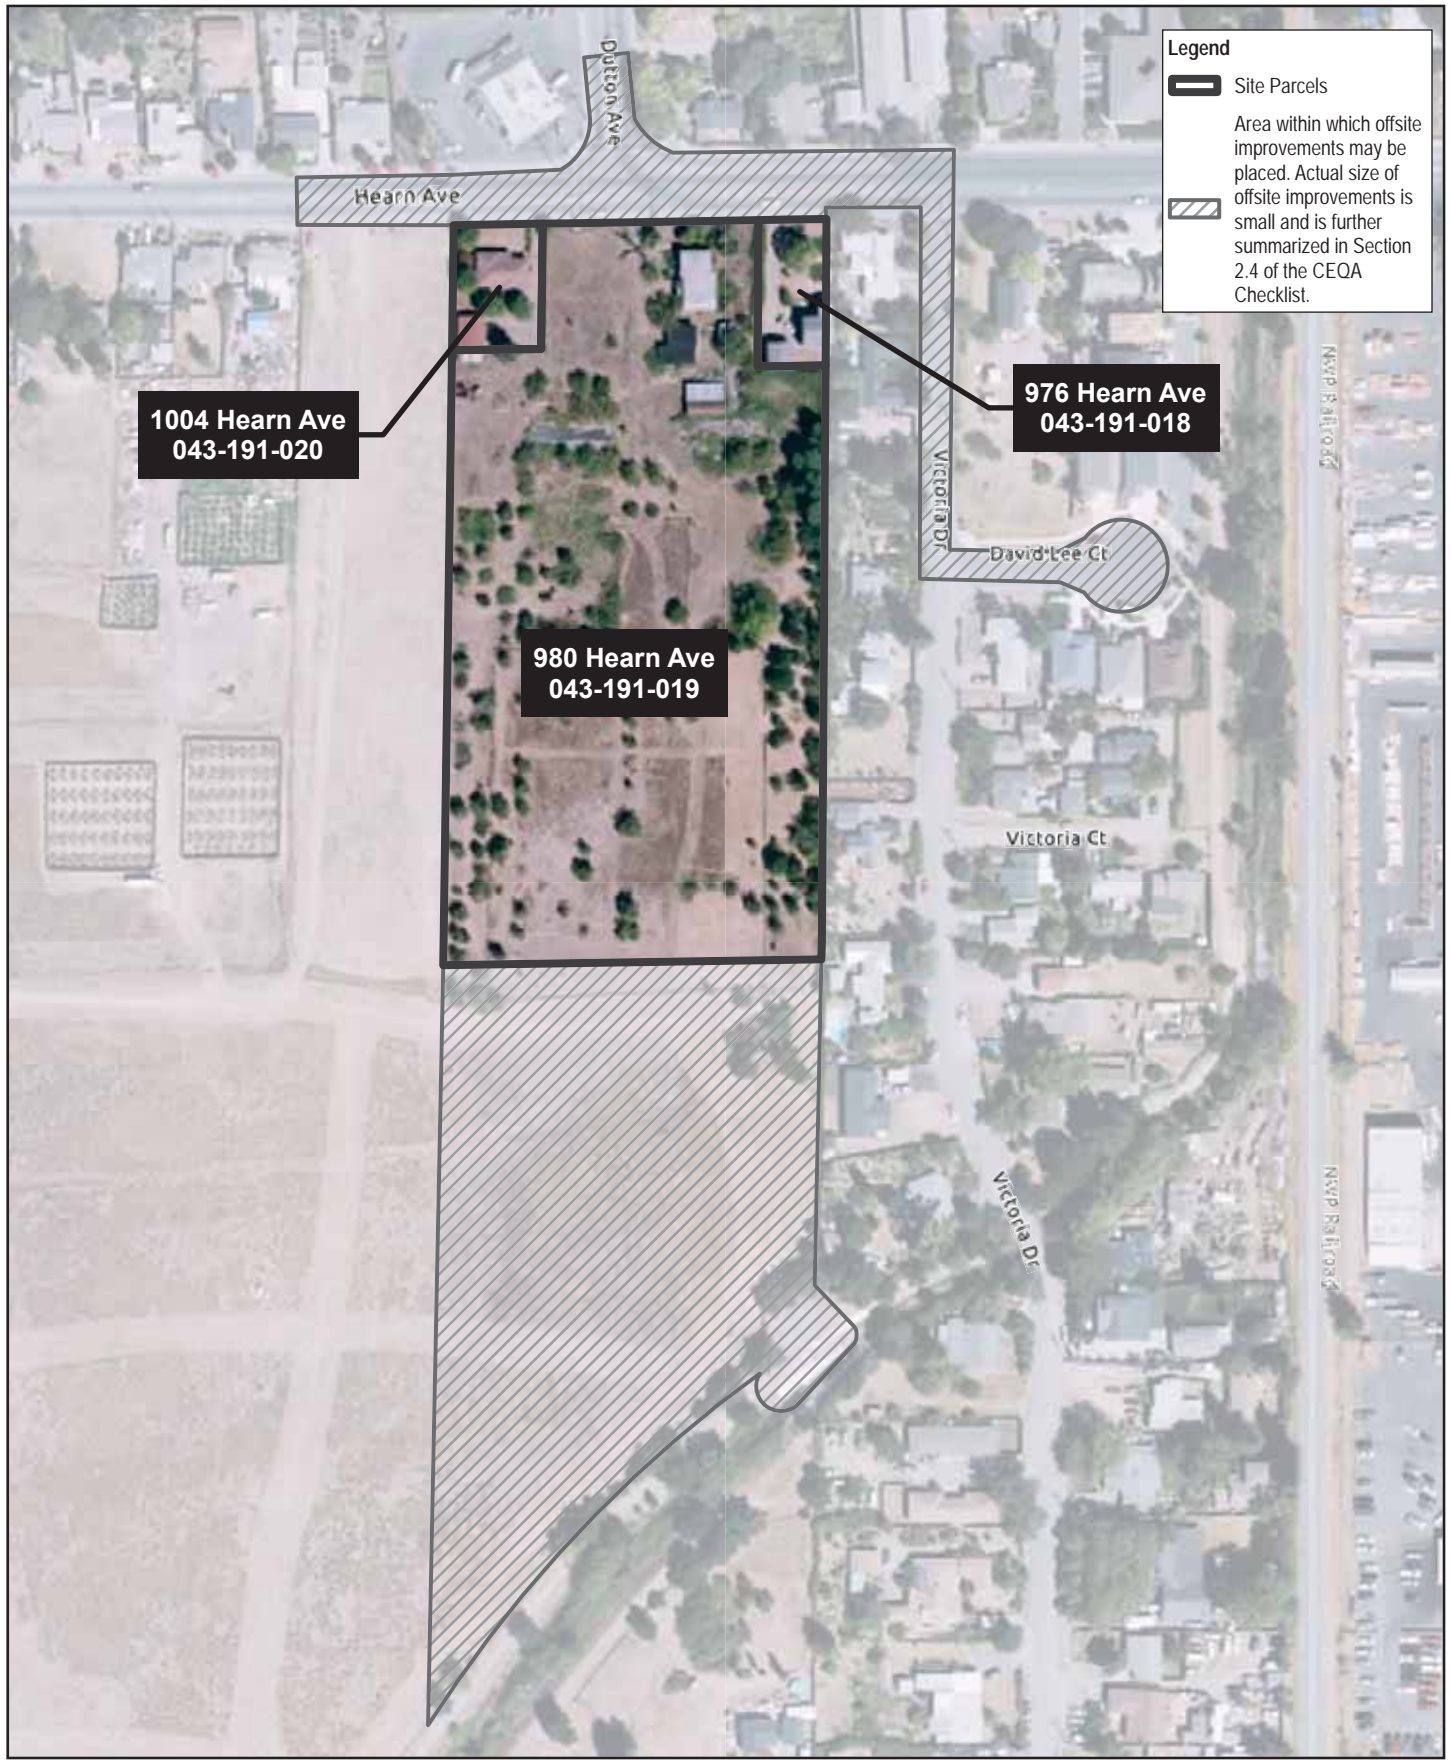 Dutton Ave
Legend
Site Parcels
Area within which offsite
improvements may be
placed. Actual size of
offsite improvements is
small and is further
summarized in Section
2.4 of the CEQA
Checklist.
Hearn Ave
1004 Hearn Ave
043-191-020
976 Hearn Ave
043-191-018
NWP Railroad
Victoria Dr
David Lee Ct
980 Hearn Ave
043-191-019
Victoria Ct
Victoria Dr
NWP Railroad